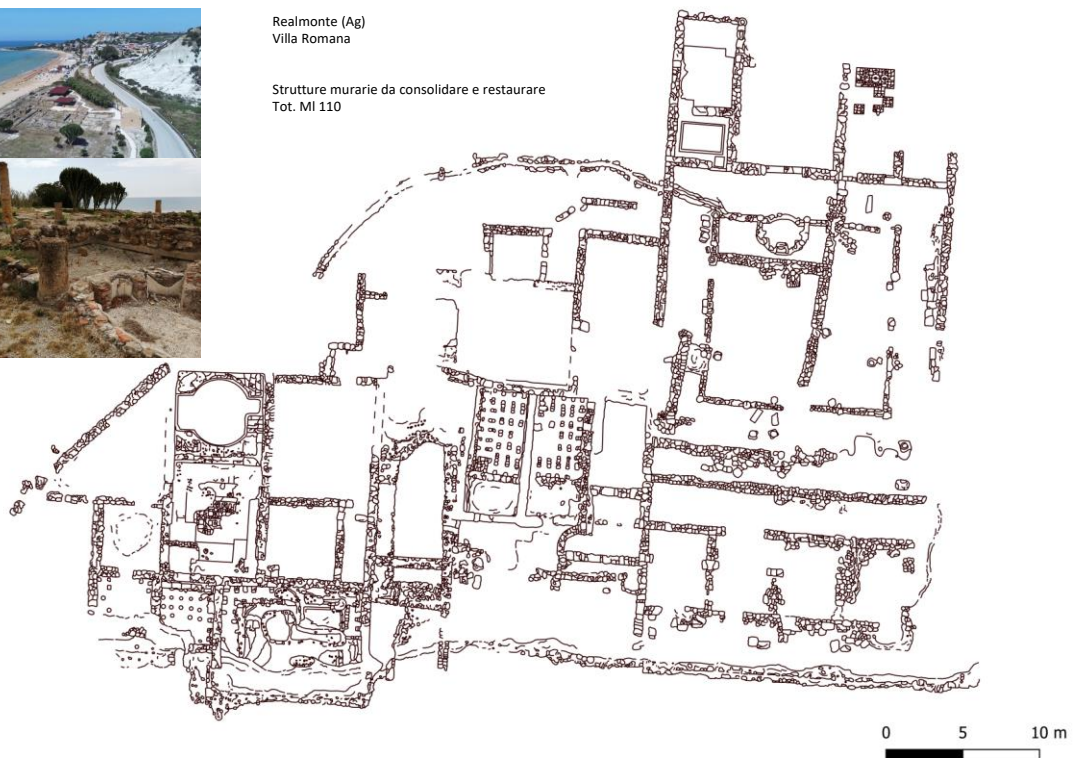 Realmonte (Ag)
Villa Romana
Strutture murarie da consolidare e restaurare
Tot. Ml 110
0 5 10 m